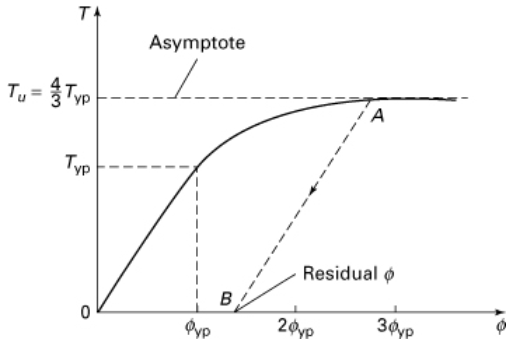 T
Asymptote
T_u = 4/3 T_yp
A
T_yp
Residual ϕ
B
0
ϕ_yp
2ϕ_yp
3ϕ_yp
ϕ